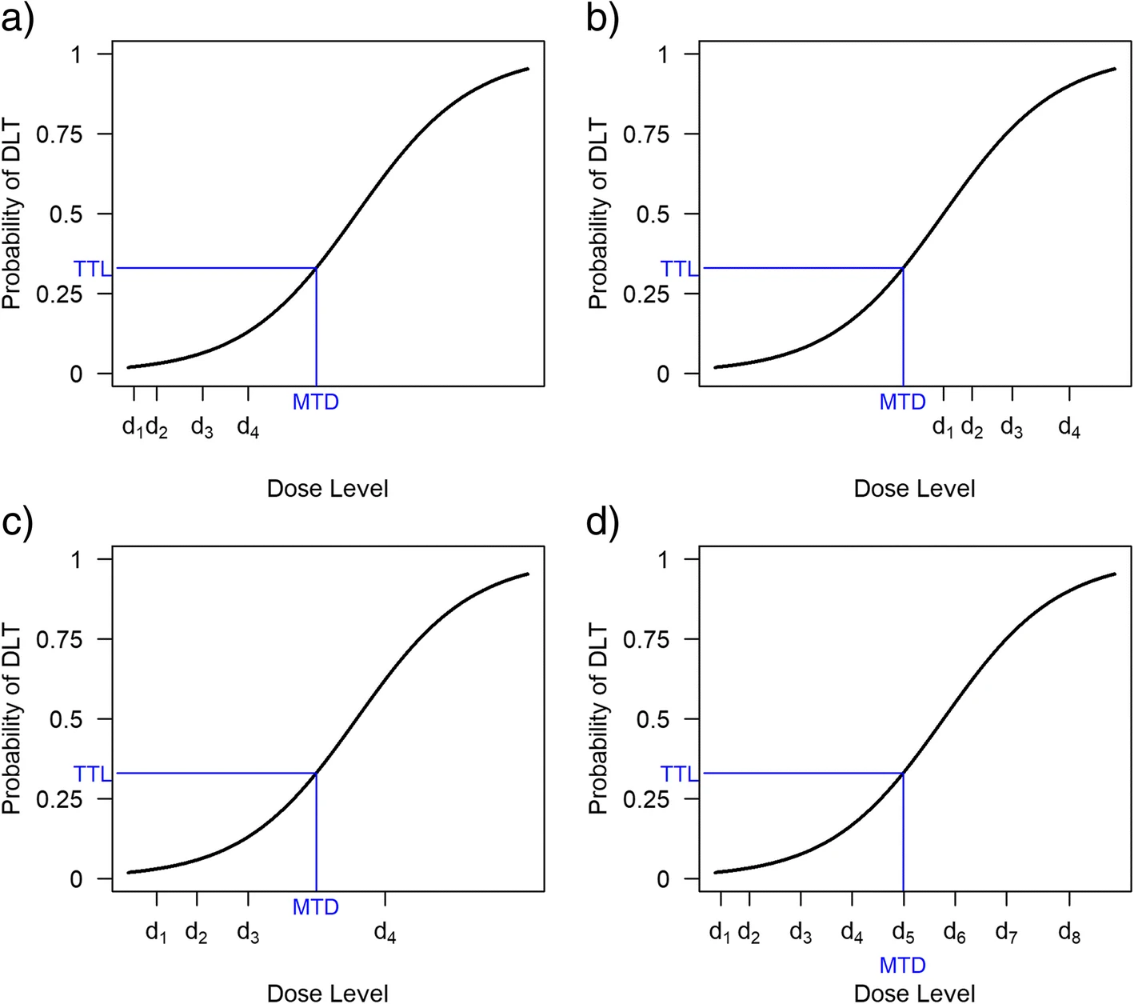 a)
Probability of DLT
1
0.75
0.5
TTL
0.25
0
MTD
d1 d2 d3 d4
Dose Level
b)
Probability of DLT
1
0.75
0.5
TTL
0.25
0
MTD
d1 d2 d3 d4
Dose Level
c)
Probability of DLT
1
0.75
0.5
TTL
0.25
0
MTD
d1 d2 d3 d4
Dose Level
d)
Probability of DLT
1
0.75
0.5
TTL
0.25
0
d1 d2 d3 d4 d5 d6 d7 d8
MTD
Dose Level